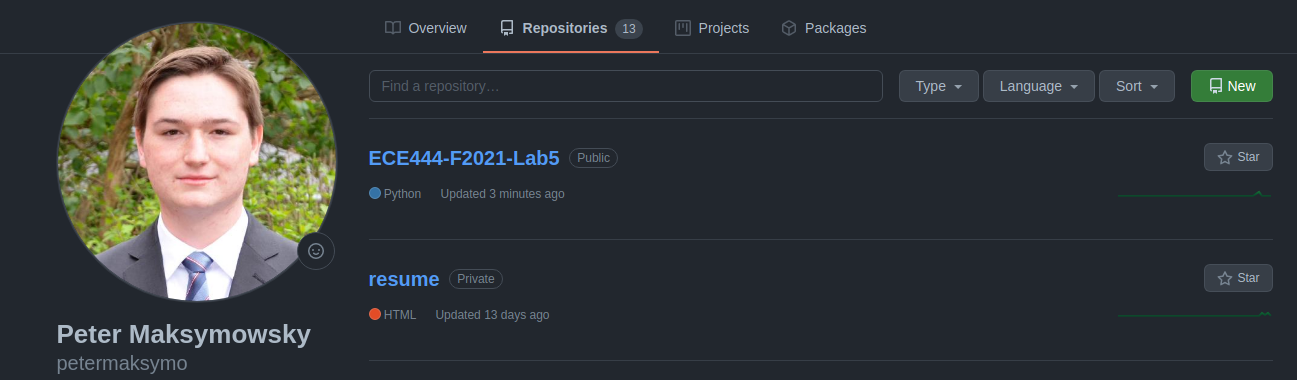 Overview
Repositories 13
Projects
Packages
Find a repository…
Type
Language
Sort
New
ECE444-F2021-Lab5 Public
Star
Python Updated 3 minutes ago
resume Private
Star
HTML Updated 13 days ago
Peter Maksymowsky
petermaksymo